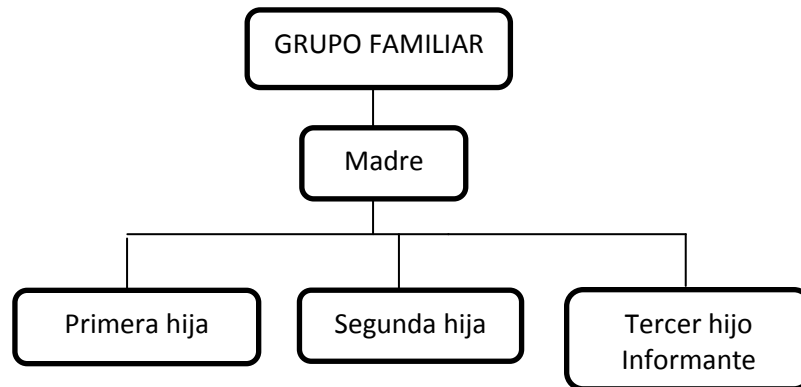 GRUPO FAMILIAR
Madre
Primera hija
Segunda hija
Tercer hijo
Informante